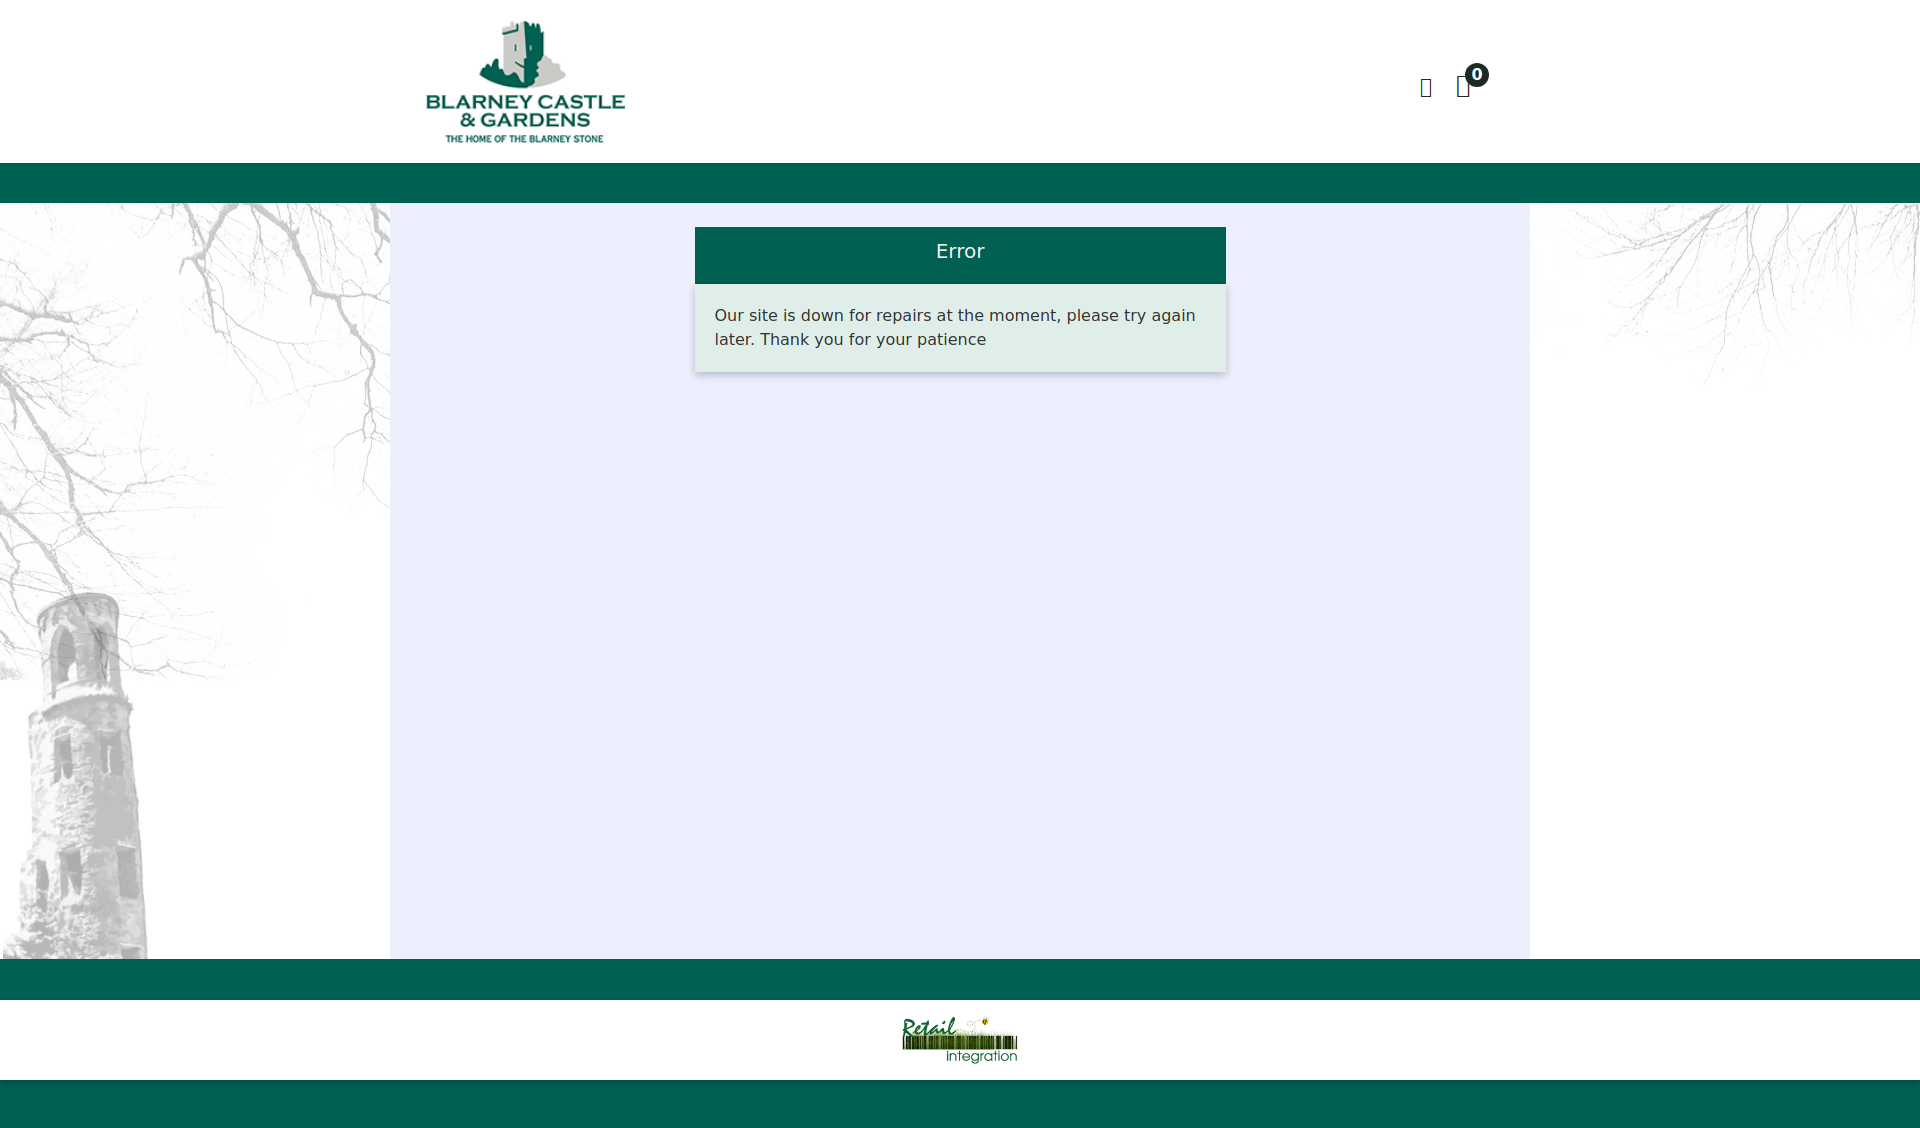 BLARNEY CASTLE
& GARDENS
THE HOME OF THE BLARNEY STONE
0
Error
Our site is down for repairs at the moment, please try again
later. Thank you for your patience
Retail
integration